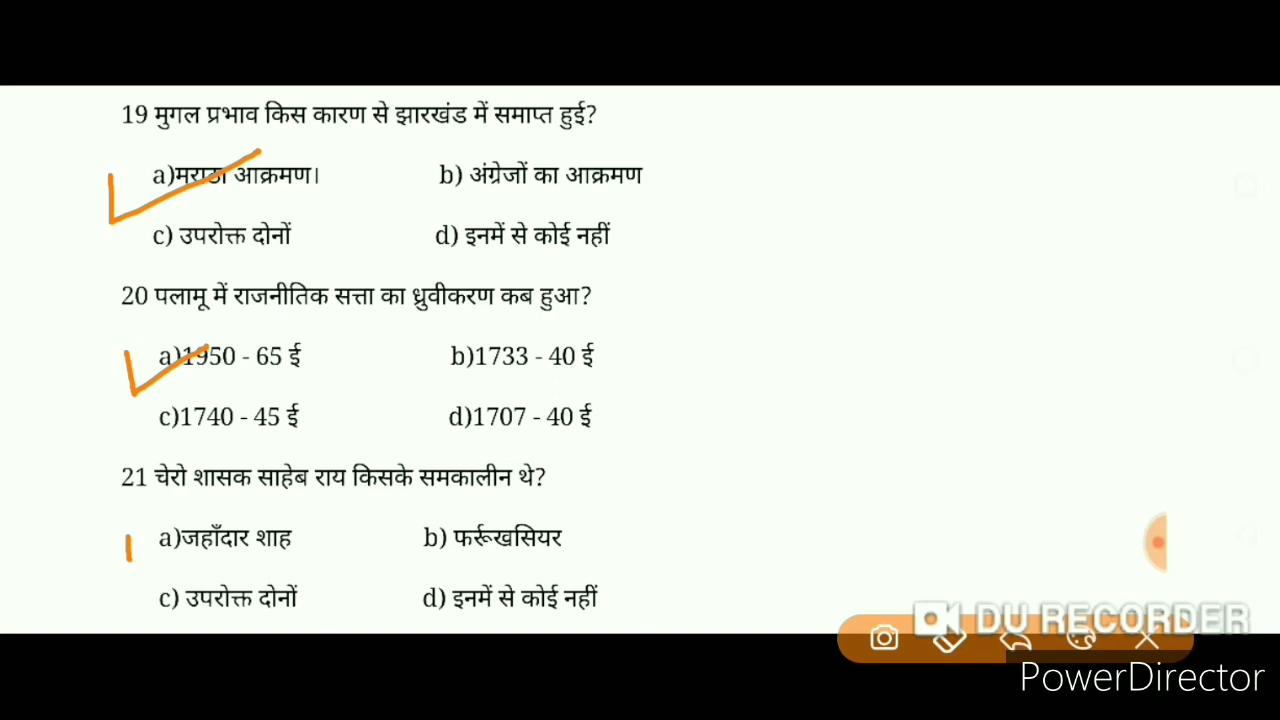 19 मुगल प्रभाव किस कारण से झारखंड में समाप्त हुई?
a)मराठा आक्रमण। b) अंग्रेजों का आक्रमण
c) उपरोक्त दोनों d) इनमें से कोई नहीं
20 पलामू में राजनीतिक सत्ता का ध्रुवीकरण कब हुआ?
a)1950 - 65 ई b)1733 - 40 ई
c)1740 - 45 ई d)1707 - 40 ई
21 चेरो शासक साहेब राय किसके समकालीन थे?
a)जहाँदार शाह b) फर्रूखसियर
c) उपरोक्त दोनों d) इनमें से कोई नहीं
DU RECORDER
PowerDirector